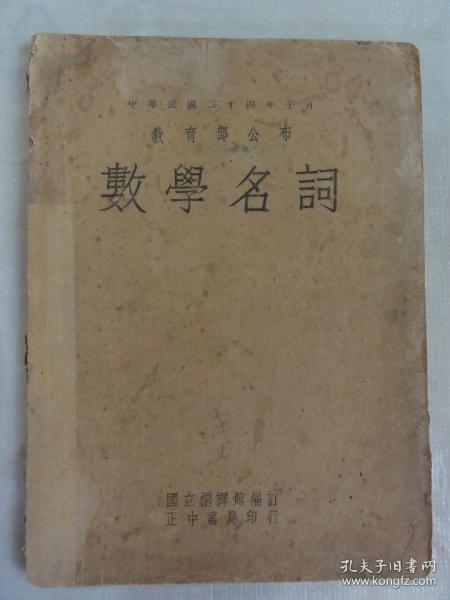 中華民國三十四年十月
教育部公布
數學名詞
國立編譯館編訂
正中書局印行
孔夫子旧书网
www.kongfz.com